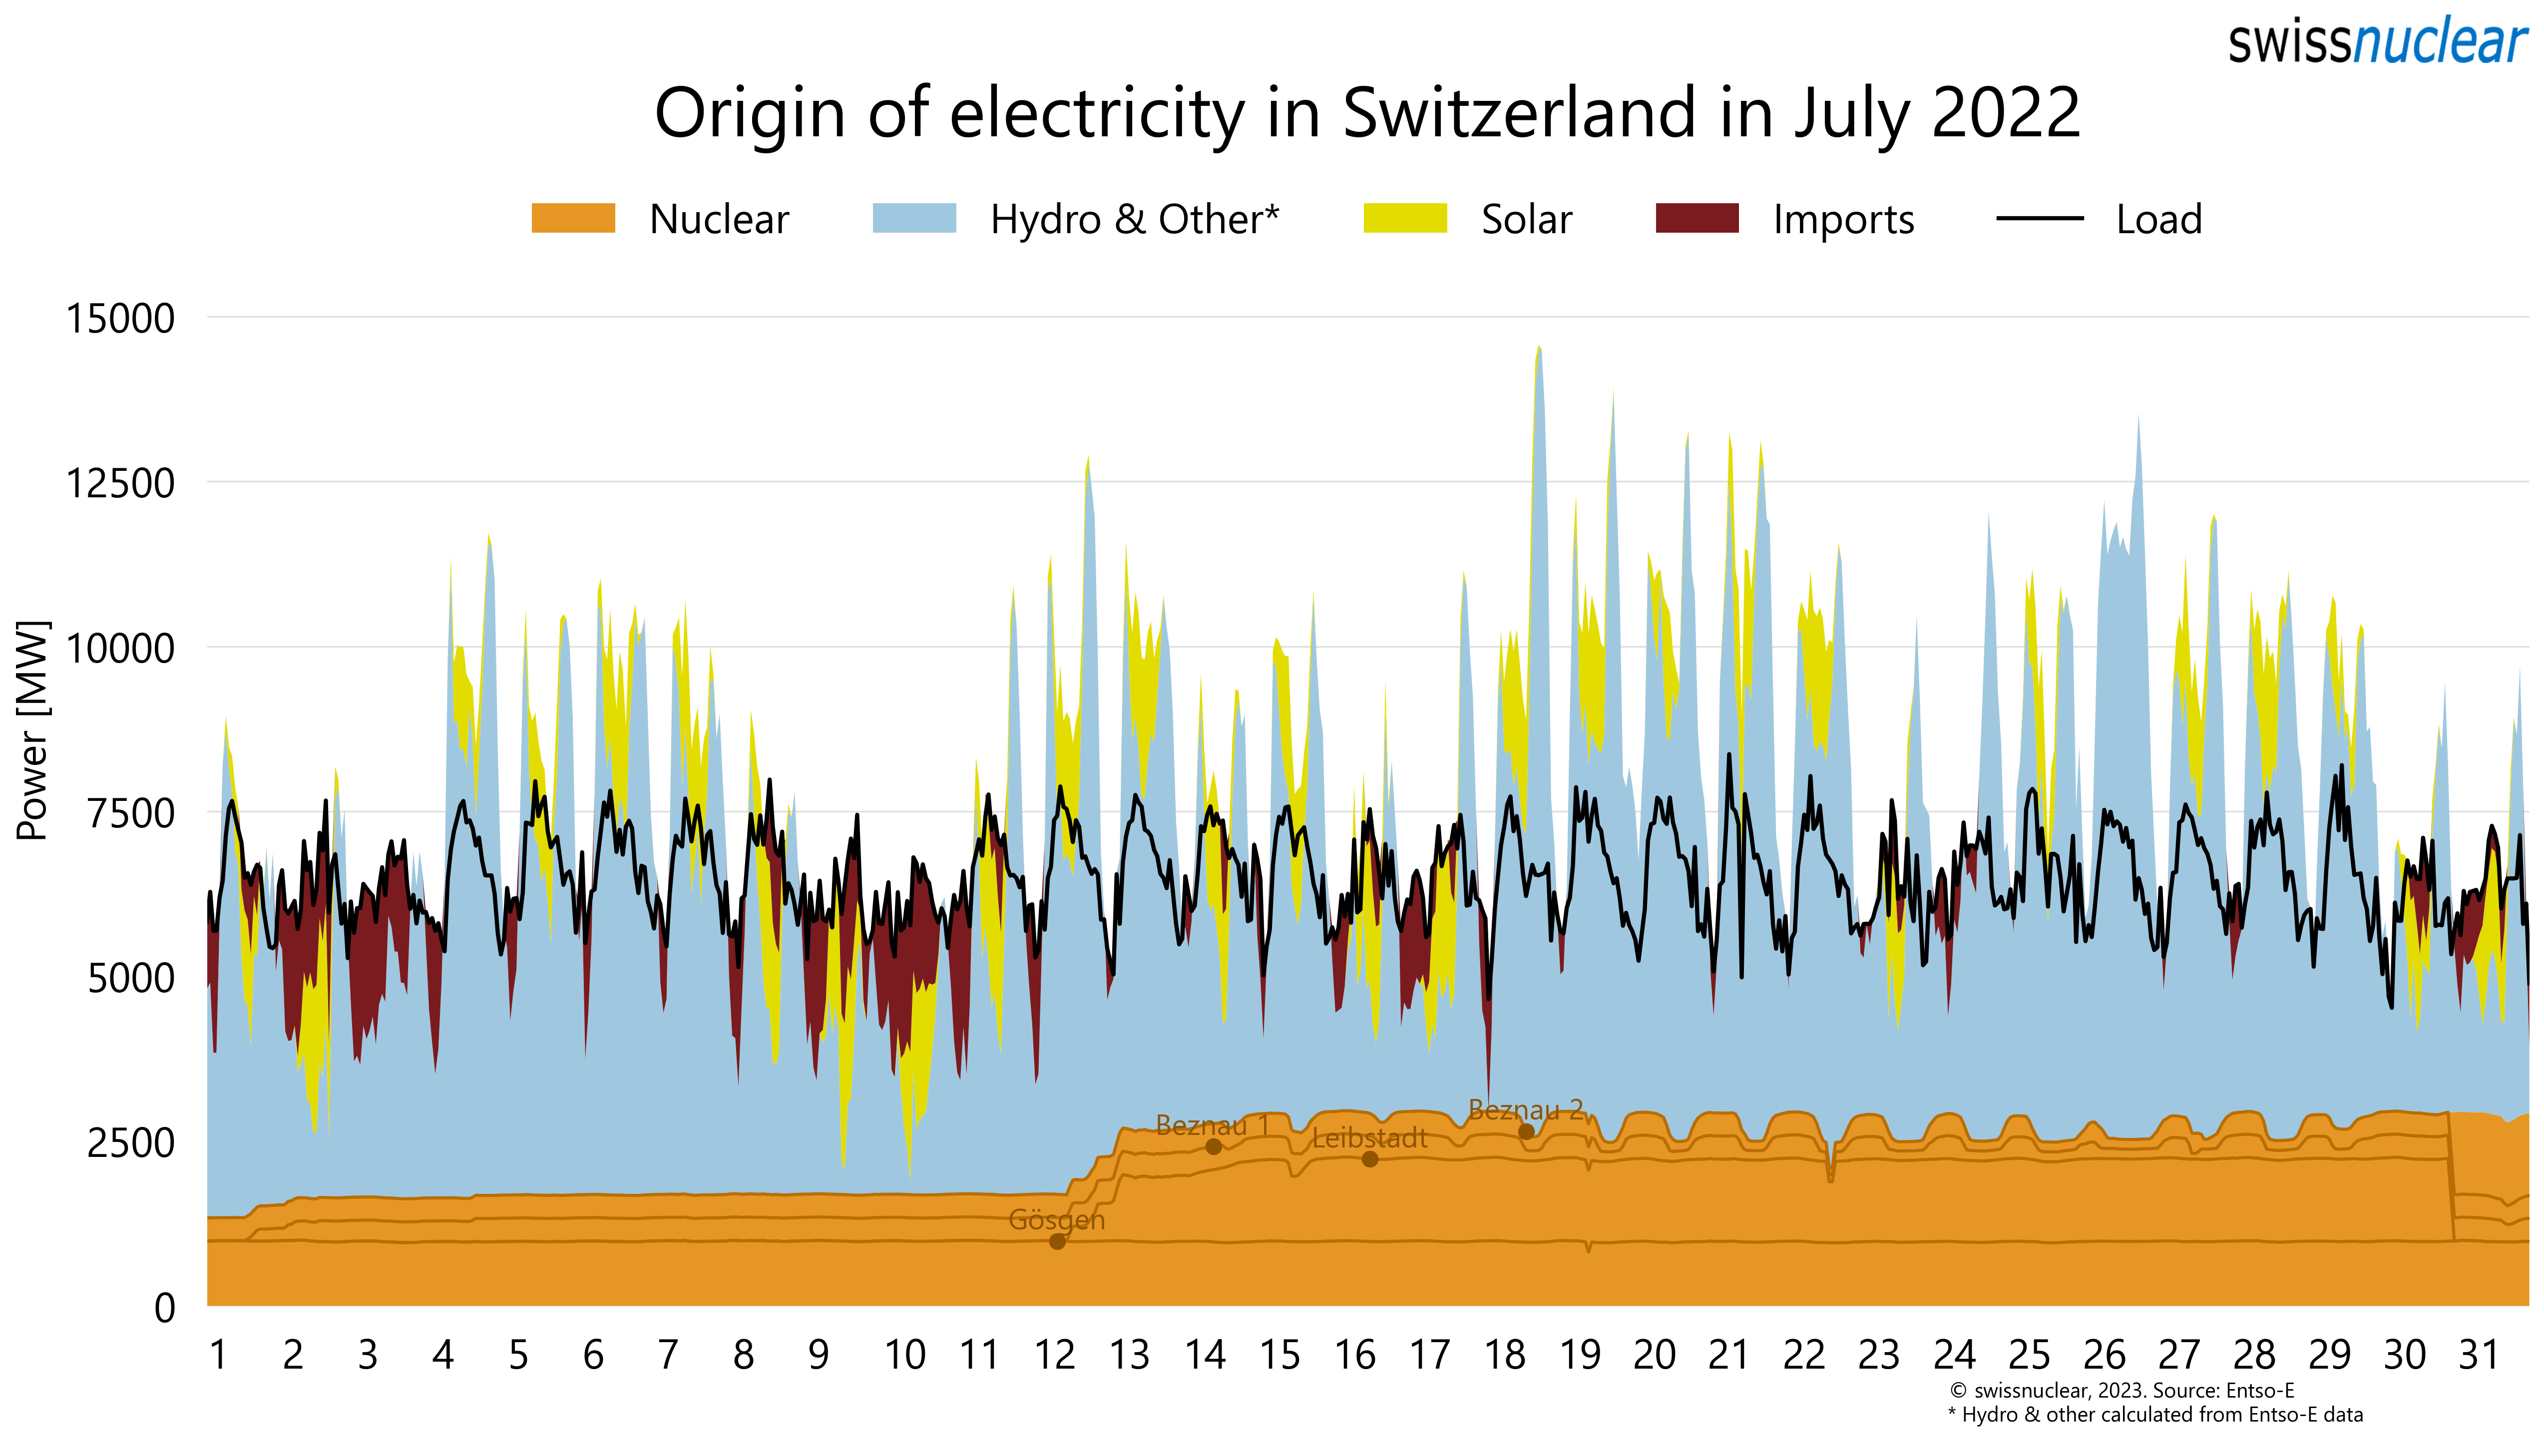 swissnuclear
Origin of electricity in Switzerland in July 2022
Nuclear Hydro & Other* Solar Imports Load
Power [MW]
15000
12500
10000
7500
5000
2500
0
Beznau 2
Beznau 1
Leibstadt
Gösgen
1 2 3 4 5 6 7 8 9 10 11 12 13 14 15 16 17 18 19 20 21 22 23 24 25 26 27 28 29 30 31
© swissnuclear, 2023. Source: Entso-E
* Hydro & other calculated from Entso-E data